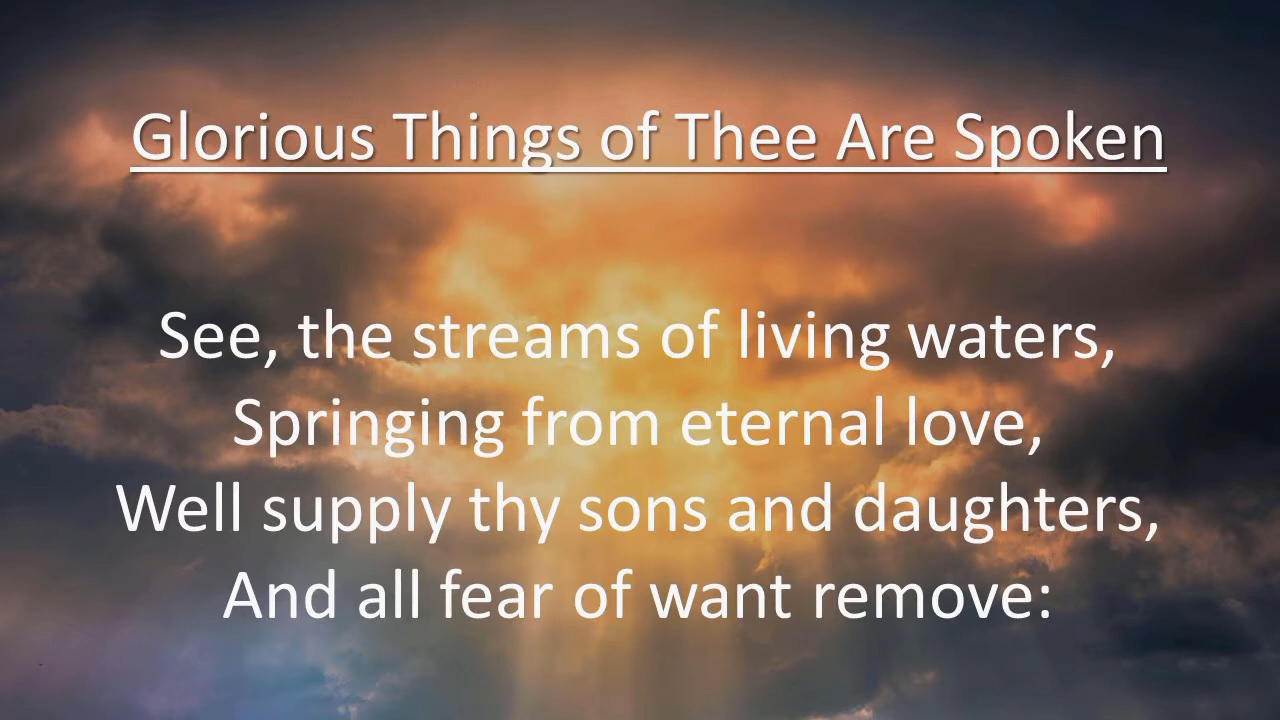 Glorious Things of Thee Are Spoken
See, the streams of living waters,
Springing from eternal love,
Well supply thy sons and daughters,
And all fear of want remove: